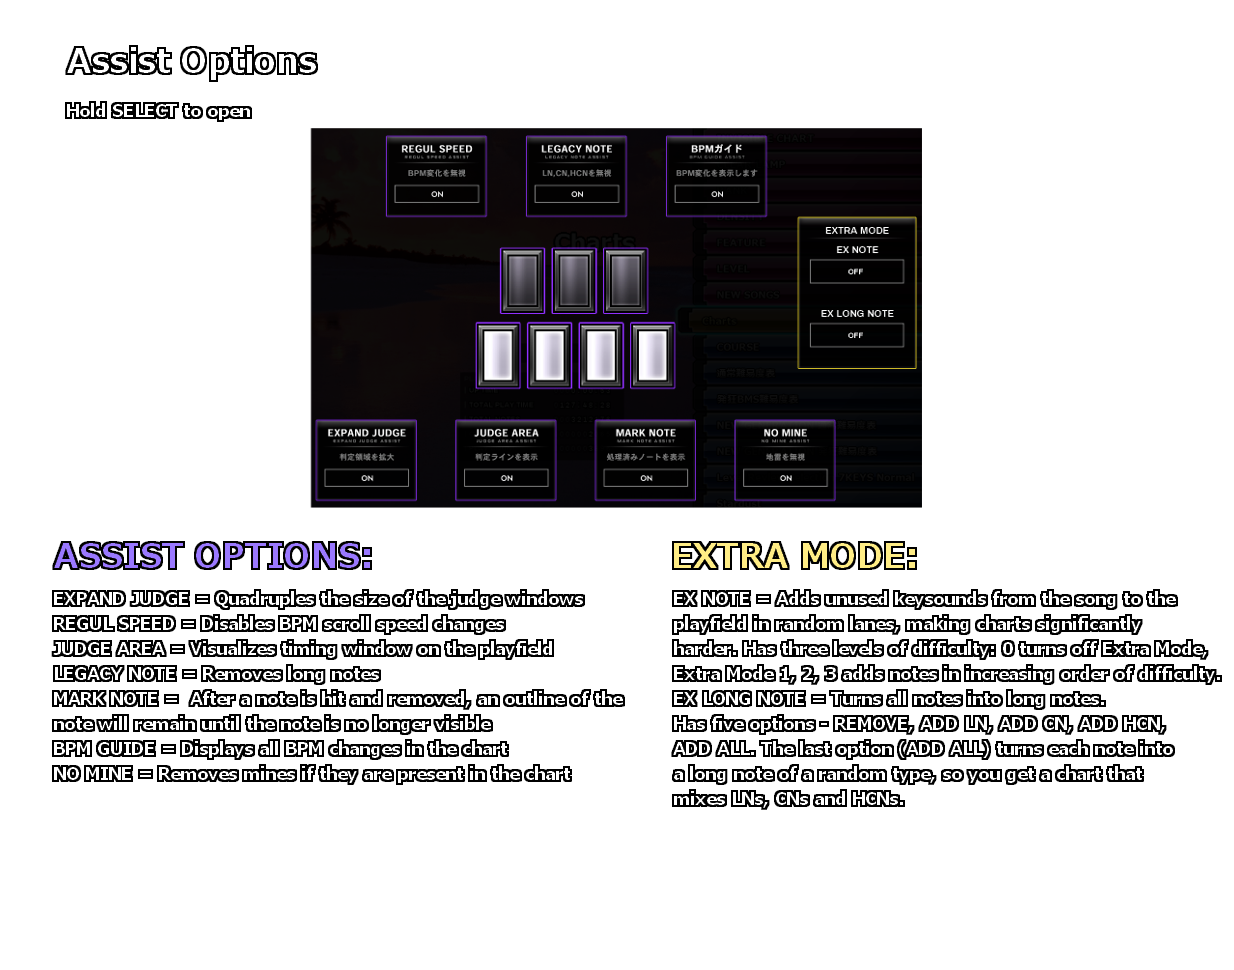 Assist Options
Hold SELECT to open
REGUL SPEED
REGUL SPEED ASSIST
BPM変化を無視
ON
LEGACY NOTE
LEGACY NOTE ASSIST
LN,CN,HCNを無視
ON
BPMガイド
BPM GUIDE ASSIST
BPM変化を表示します
ON
Charts
FEATURE
LEVEL
NEW SONGS
COURSE
EXTRA MODE
EX NOTE
OFF
EX LONG NOTE
OFF
EXPAND JUDGE
EXPAND JUDGE ASSIST
判定領域を拡大
ON
JUDGE AREA
JUDGE AREA ASSIST
判定ラインを表示
ON
MARK NOTE
MARK NOTE ASSIST
処理済みノートを表示
ON
NO MINE
NO MINE ASSIST
地雷を無視
ON
ASSIST OPTIONS:
EXPAND JUDGE = Quadruples the size of the judge windows
REGUL SPEED = Disables BPM scroll speed changes
JUDGE AREA = Visualizes timing window on the playfield
LEGACY NOTE = Removes long notes
MARK NOTE =  After a note is hit and removed, an outline of the
note will remain until the note is no longer visible
BPM GUIDE = Displays all BPM changes in the chart
NO MINE = Removes mines if they are present in the chart
EXTRA MODE:
EX NOTE = Adds unused keysounds from the song to the
playfield in random lanes, making charts significantly
harder. Has three levels of difficulty: 0 turns off Extra Mode,
Extra Mode 1, 2, 3 adds notes in increasing order of difficulty.
EX LONG NOTE = Turns all notes into long notes.
Has five options - REMOVE, ADD LN, ADD CN, ADD HCN,
ADD ALL. The last option (ADD ALL) turns each note into
a long note of a random type, so you get a chart that
mixes LNs, CNs and HCNs.